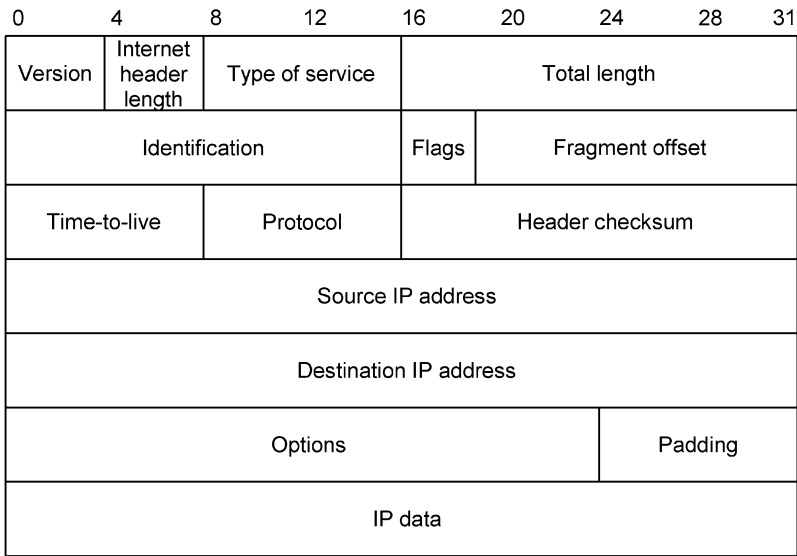 0 4 8 12 16 20 24 28 31
Version
Internet
header
length
Type of service
Total length
Identification
Flags
Fragment offset
Time-to-live
Protocol
Header checksum
Source IP address
Destination IP address
Options
Padding
IP data